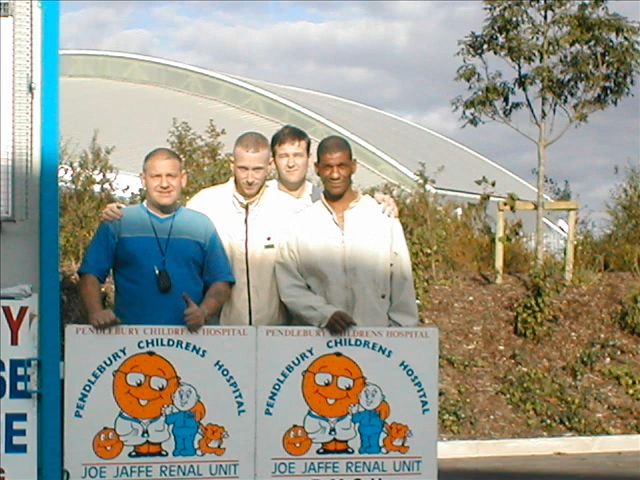 Y
SE
E
PENDLEBURY CHILDRENS HOSPITAL
PENDLEBURY CHILDRENS HOSPITAL
JOE JAFFE RENAL UNIT
PENDLEBURY CHILDRENS HOSPITAL
PENDLEBURY CHILDRENS HOSPITAL
JOE JAFFE RENAL UNIT